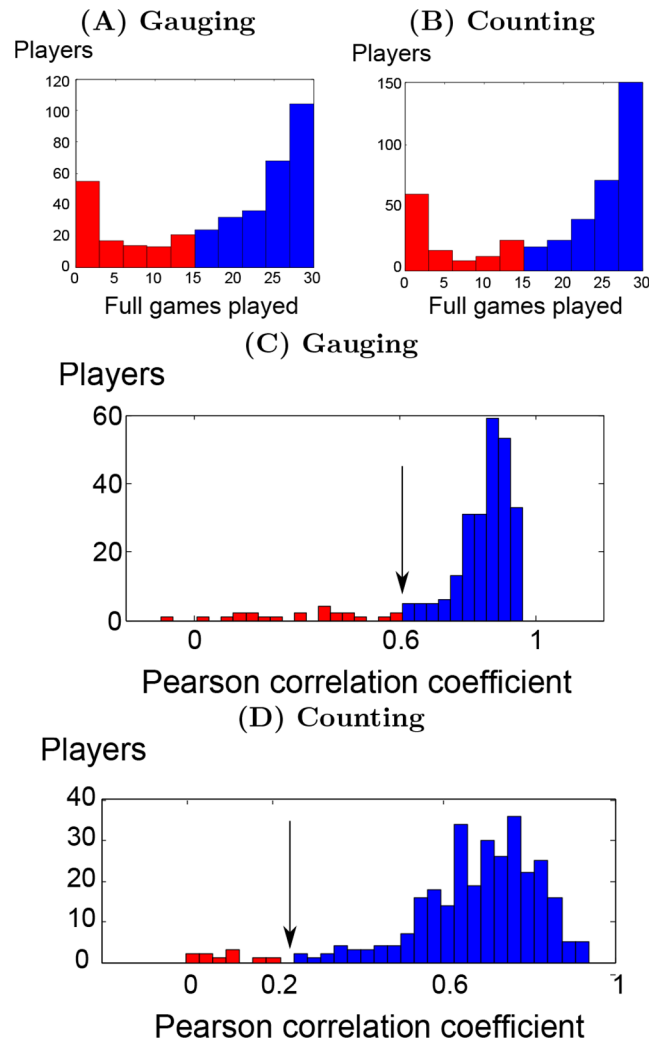 (A) Gauging
Players
120
100
80
60
40
20
0
0 5 10 15 20 25 30
Full games played
(B) Counting
Players
150
100
50
0
0 5 10 15 20 25 30
Full games played
(C) Gauging
Players
60
40
20
0
0 0.6 1
Pearson correlation coefficient
(D) Counting
Players
40
30
20
10
0
0 0.2 0.6 1
Pearson correlation coefficient